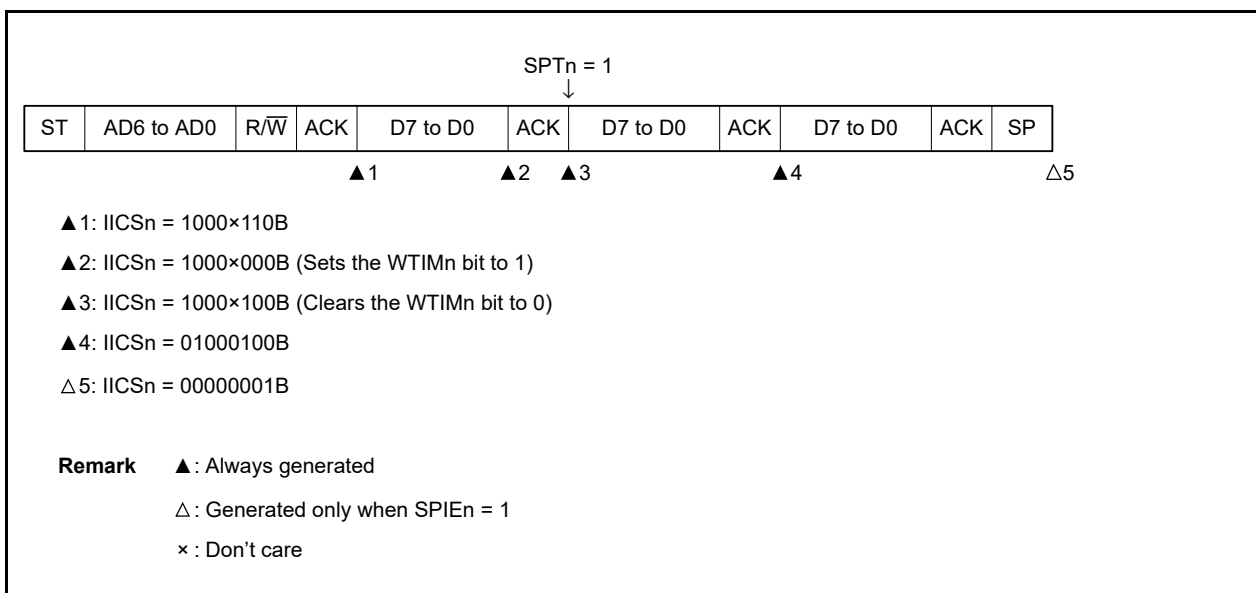 SPTn = 1
↓
ST AD6 to AD0 R/W̅ ACK D7 to D0 ACK D7 to D0 ACK D7 to D0 ACK SP
▲1 ▲2 ▲3 ▲4 △5
▲1: IICSn = 1000×110B
▲2: IICSn = 1000×000B (Sets the WTIMn bit to 1)
▲3: IICSn = 1000×100B (Clears the WTIMn bit to 0)
▲4: IICSn = 01000100B
△5: IICSn = 00000001B
Remark ▲: Always generated
△: Generated only when SPIEn = 1
×: Don’t care